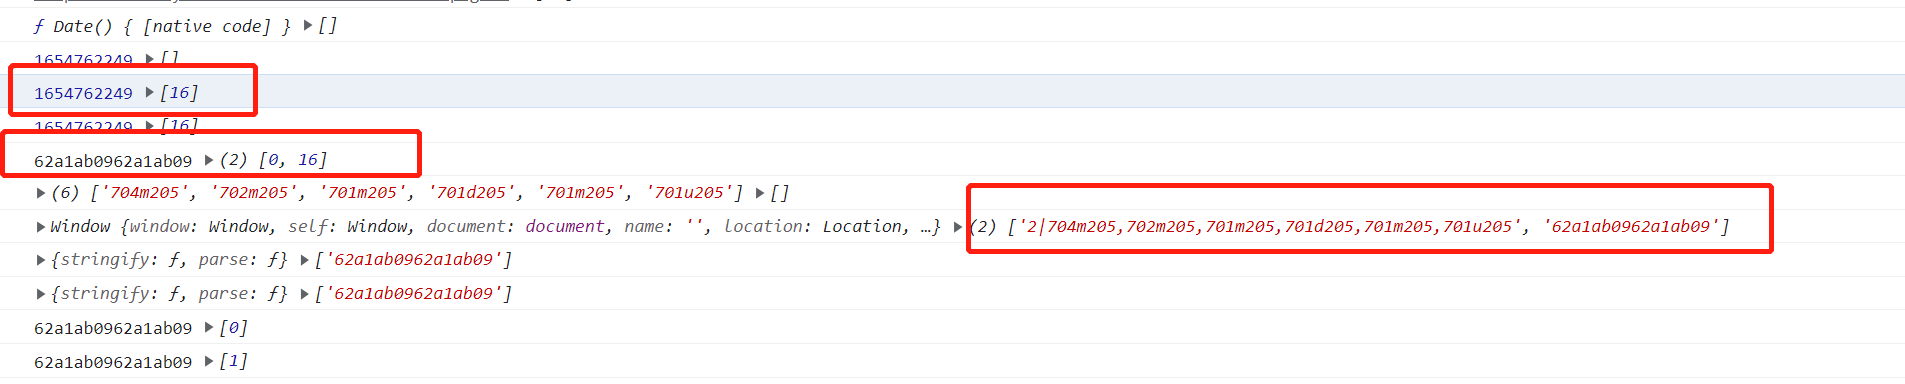 ƒ Date() { [native code] } ▶ []
1654762249 ▶ []
1654762249 ▶ [16]
1654762249 ▶ [16]
62a1ab0962a1ab09 ▶ (2) [0, 16]
▶ (6) ['704m205', '702m205', '701m205', '701d205', '701m205', '701u205'] ▶ []
▶ Window {window: Window, self: Window, document: document, name: '', location: Location, …} ▶ (2) ['2|704m205,702m205,701m205,701d205,701m205,701u205', '62a1ab0962a1ab09']
▶ {stringify: ƒ, parse: ƒ} ▶ ['62a1ab0962a1ab09']
▶ {stringify: ƒ, parse: ƒ} ▶ ['62a1ab0962a1ab09']
62a1ab0962a1ab09 ▶ [0]
62a1ab0962a1ab09 ▶ [1]